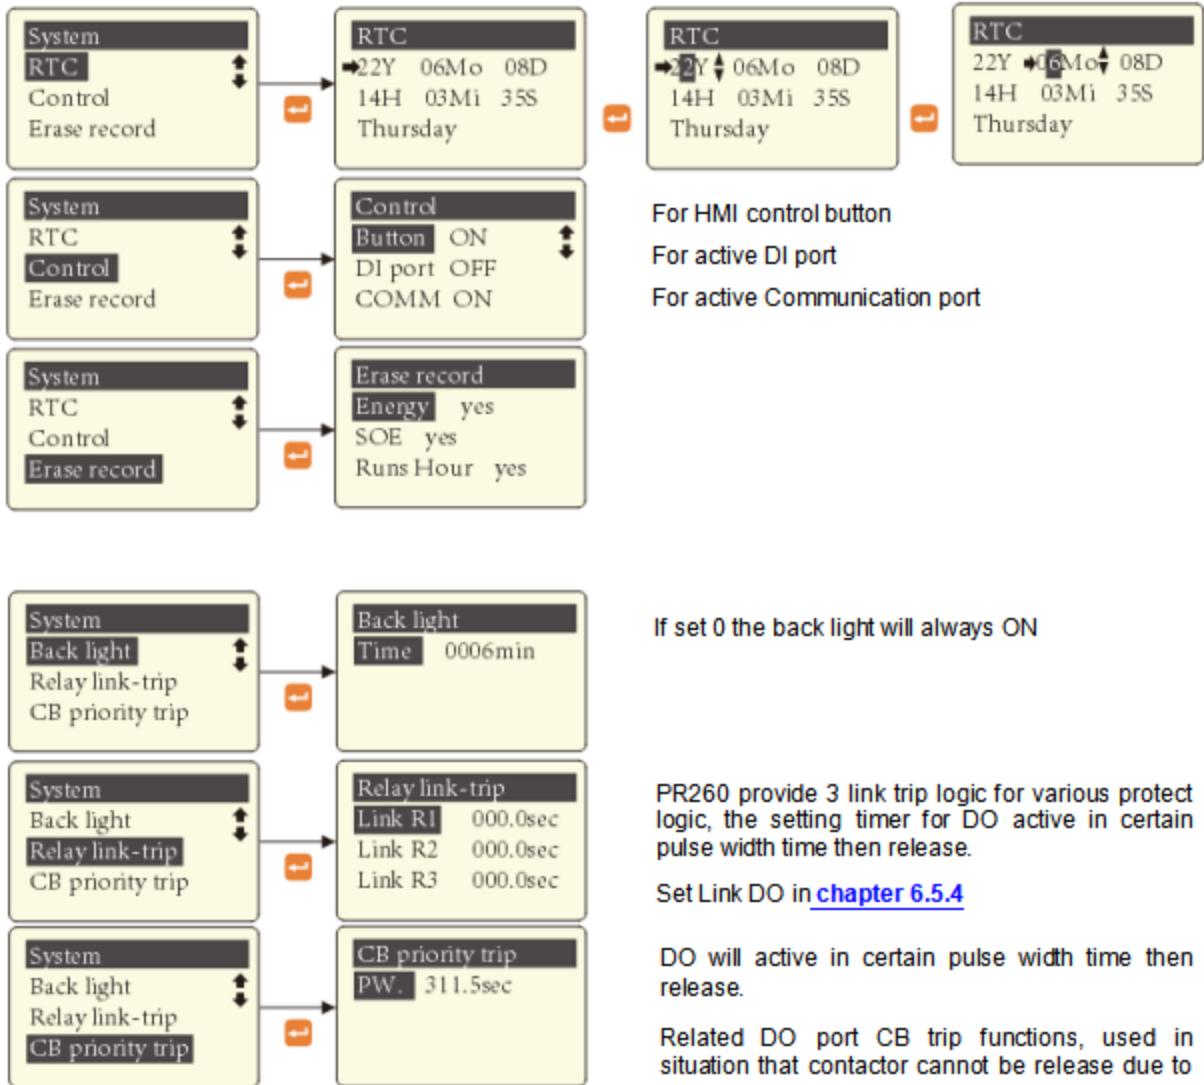 System
RTC
Control
Erase record
RTC
22Y 06Mo 08D
14H 03Mi 35S
Thursday
RTC
22Y 06Mo 08D
14H 03Mi 35S
Thursday
RTC
22Y 06Mo 08D
14H 03Mi 35S
Thursday
System
RTC
Control
Erase record
Control
Button ON
DI port OFF
COMM ON
For HMI control button
For active DI port
For active Communication port
System
RTC
Control
Erase record
Erase record
Energy yes
SOE yes
Runs Hour yes
System
Back light
Relay link-trip
CB priority trip
Back light
Time 0006min
If set 0 the back light will always ON
System
Back light
Relay link-trip
CB priority trip
Relay link-trip
Link R1 000.0sec
Link R2 000.0sec
Link R3 000.0sec
PR260 provide 3 link trip logic for various protect
logic, the setting timer for DO active in certain
pulse width time then release.
Set Link DO in chapter 6.5.4
System
Back light
Relay link-trip
CB priority trip
CB priority trip
PW. 311.5sec
DO will active in certain pulse width time then
release.
Related DO port CB trip functions, used in
situation that contactor cannot be release due to